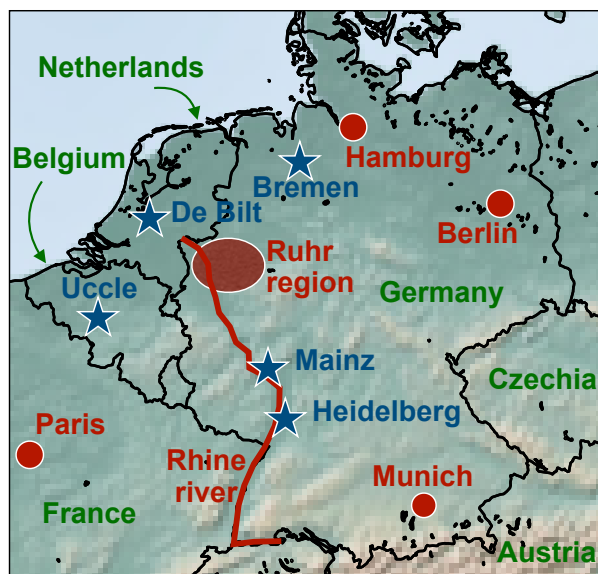 Netherlands
Belgium
Hamburg
Bremen
De Bilt
Berlin
Ruhr
region
Uccle
Germany
Mainz
Czechia
Heidelberg
Paris
Rhine
river
Munich
France
Austria